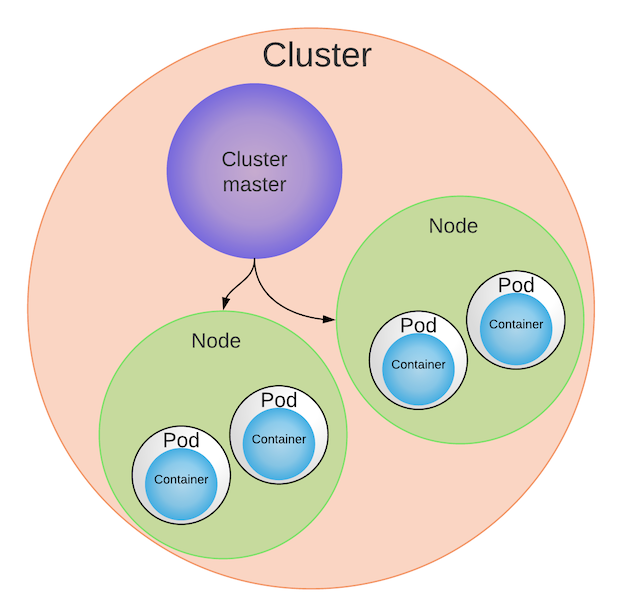 Cluster
Cluster
master
Node
Pod
Container
Pod
Container
Node
Pod
Container
Pod
Container